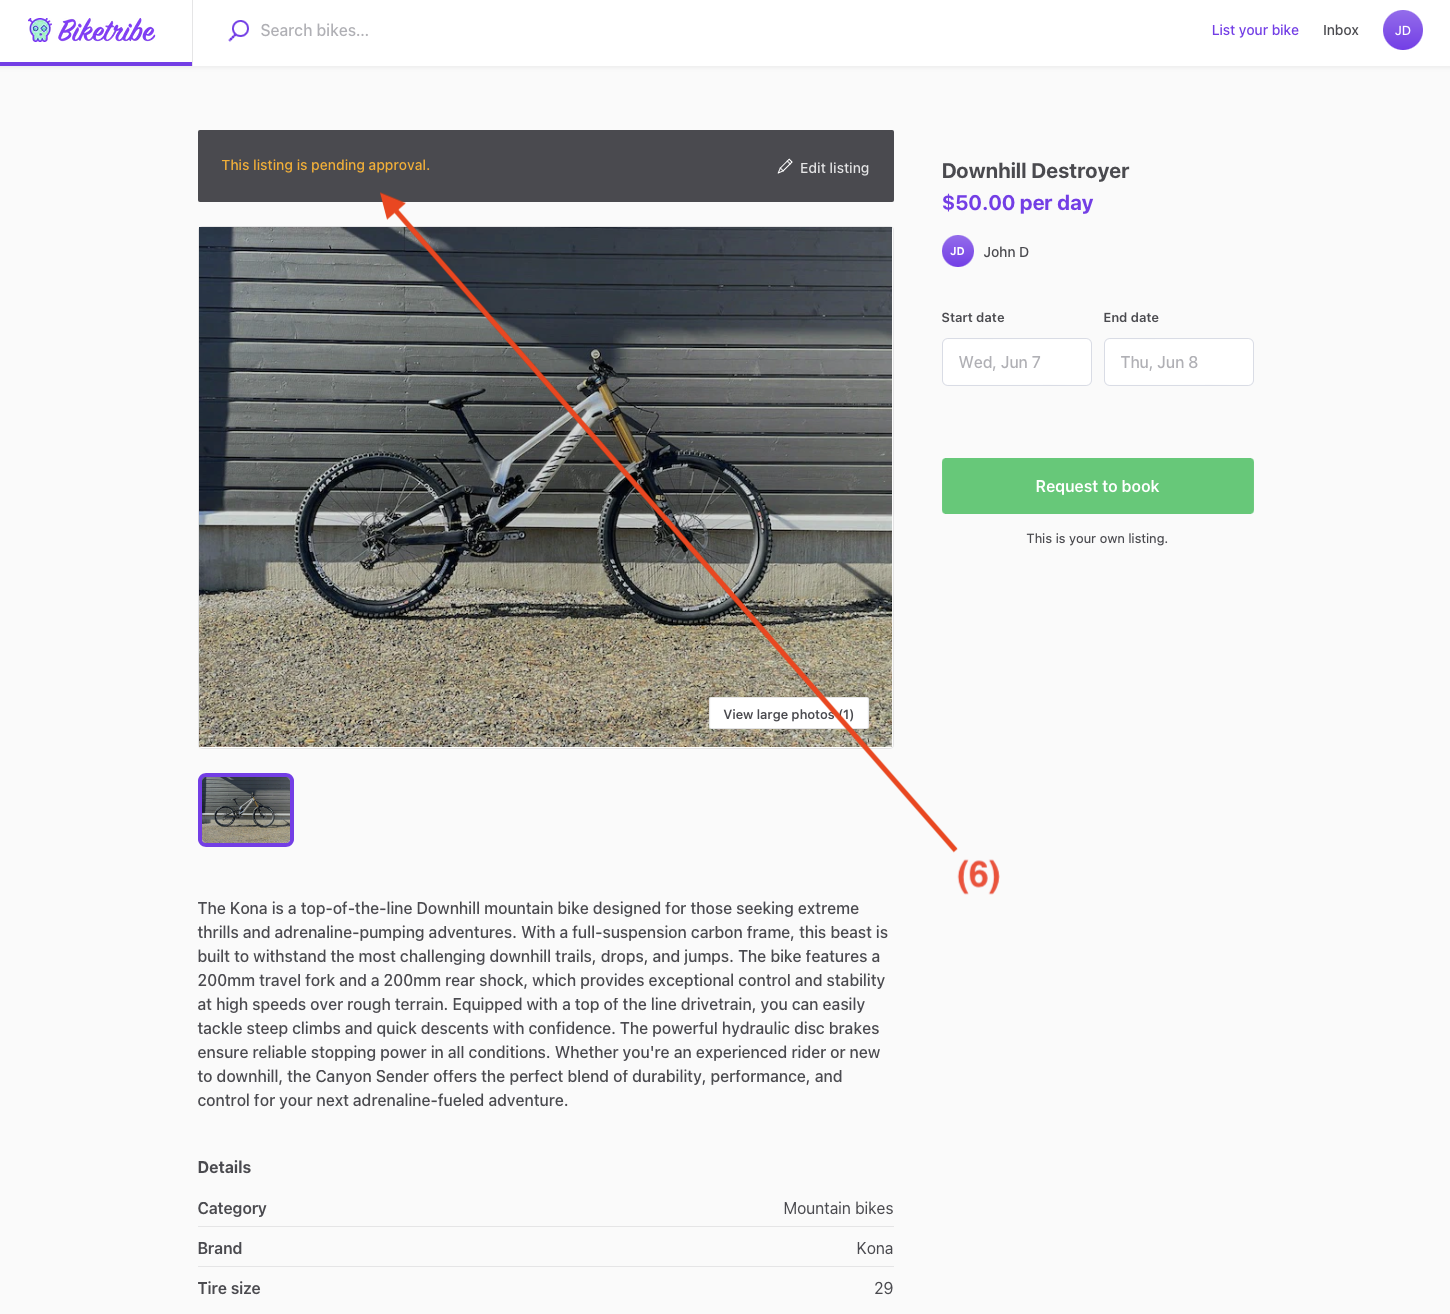 Biketribe
Search bikes...
List your bike
Inbox
JD
This listing is pending approval.
Edit listing
Downhill Destroyer
$50.00 per day
JD
John D
Start date
End date
Wed, Jun 7
Thu, Jun 8
Request to book
This is your own listing.
MAXXIS
CANYON
View large photos (1)
(6)
The Kona is a top-of-the-line Downhill mountain bike designed for those seeking extreme
thrills and adrenaline-pumping adventures. With a full-suspension carbon frame, this beast is
built to withstand the most challenging downhill trails, drops, and jumps. The bike features a
200mm travel fork and a 200mm rear shock, which provides exceptional control and stability
at high speeds over rough terrain. Equipped with a top of the line drivetrain, you can easily
tackle steep climbs and quick descents with confidence. The powerful hydraulic disc brakes
ensure reliable stopping power in all conditions. Whether you're an experienced rider or new
to downhill, the Canyon Sender offers the perfect blend of durability, performance, and
control for your next adrenaline-fueled adventure.
Details
Category
Mountain bikes
Brand
Kona
Tire size
29